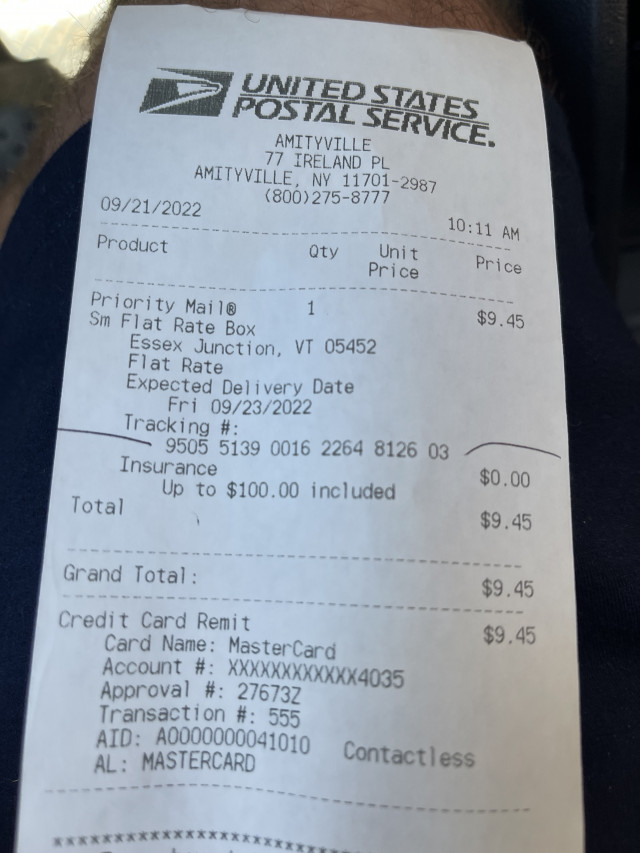 UNITED STATES
POSTAL SERVICE.
AMITYVILLE
77 IRELAND PL
AMITYVILLE, NY 11701-2987
(800)275-8777
09/21/2022 10:11 AM
Product Qty Unit Price
Price
Priority Mail® 1 $9.45
Sm Flat Rate Box
Essex Junction, VT 05452
Flat Rate
Expected Delivery Date
Fri 09/23/2022
Tracking #:
9505 5139 0016 2264 8126 03
Insurance $0.00
Up to $100.00 included
Total $9.45
Grand Total: $9.45
Credit Card Remit $9.45
Card Name: MasterCard
Account #: XXXXXXXXXXXX4035
Approval #: 27673Z
Transaction #: 555
AID: A0000000041010 Contactless
AL: MASTERCARD